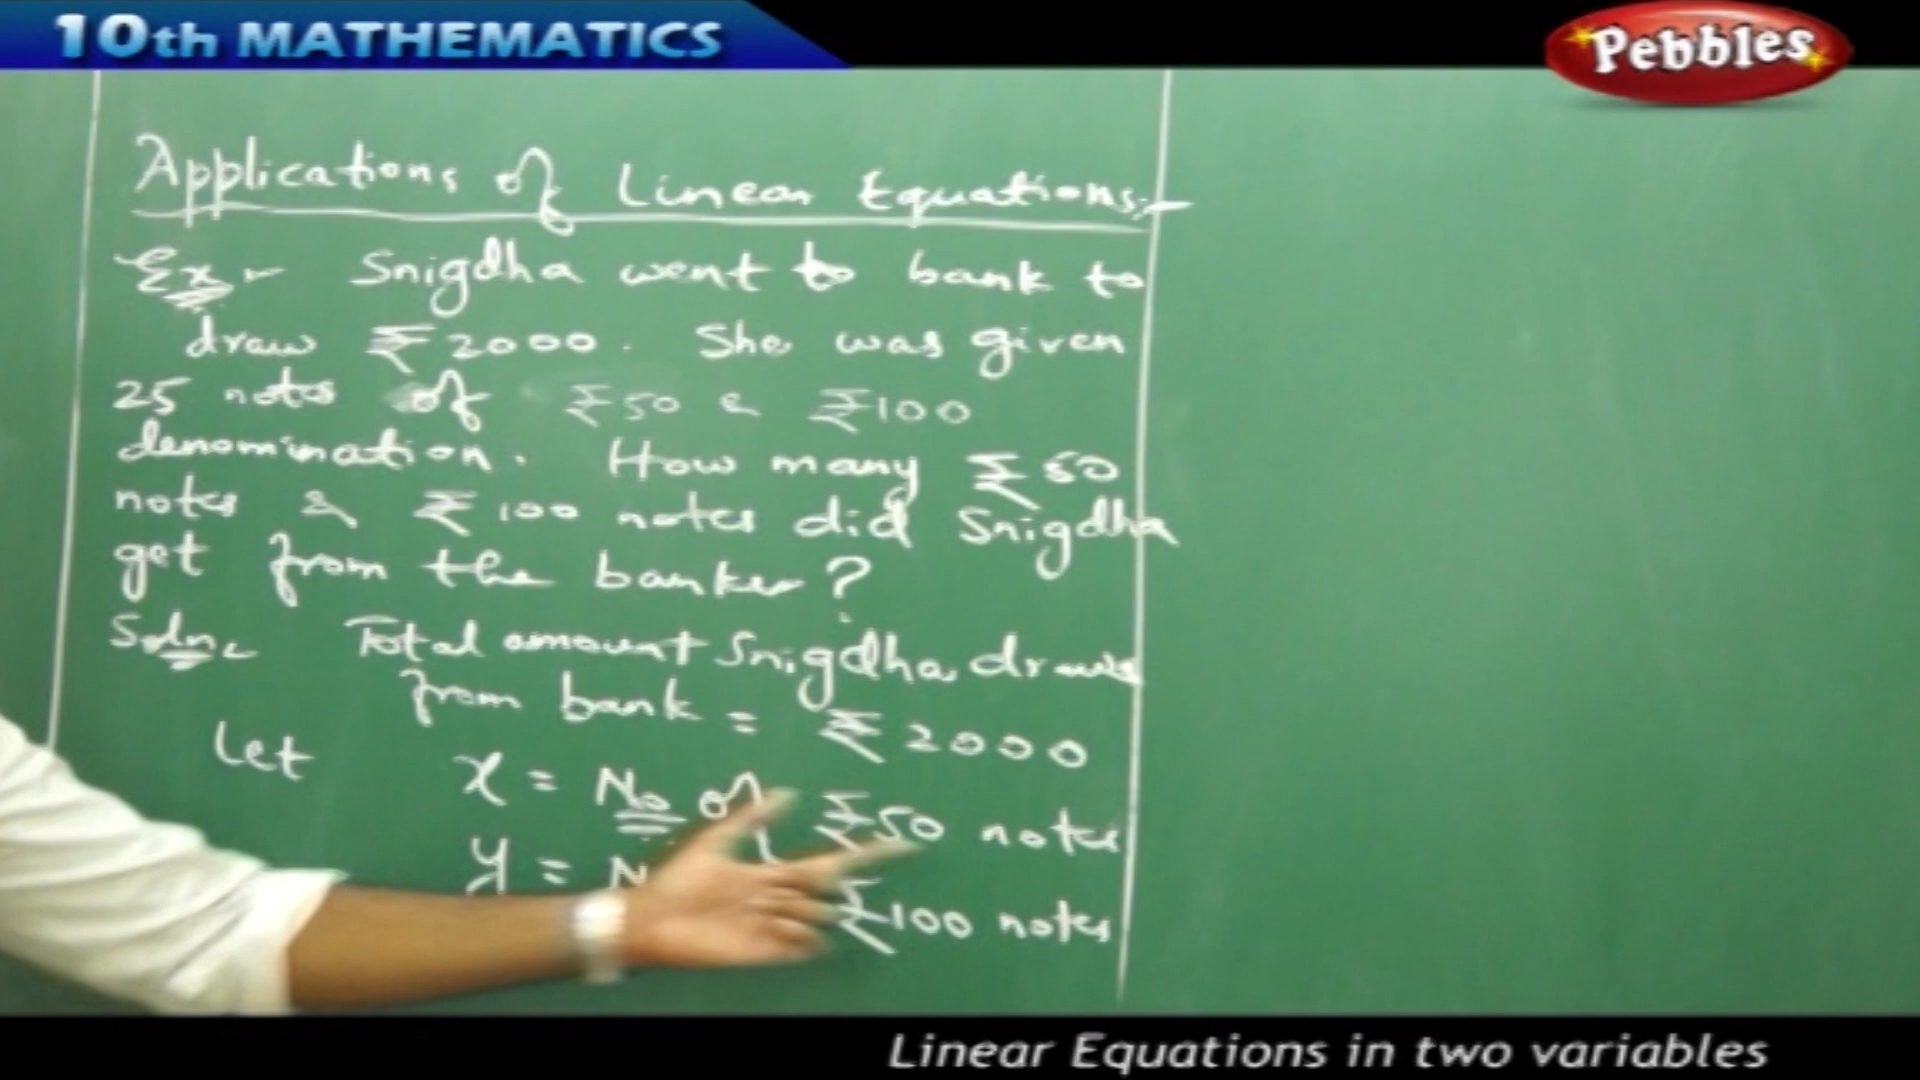 10th MATHEMATICS
Pebbles
Applications of Linear Equations:-
Ex:- Snigdha went to bank to
draw ₹2000. She was given
25 notes of ₹50 & ₹100
denomination. How many ₹50
notes & ₹100 notes did Snigdha
get from the banker?
Soln:- Total amount Snigdha draws
from bank = ₹2000
Let x = No of ₹50 notes
y = N ₹100 notes
Linear Equations in two variables